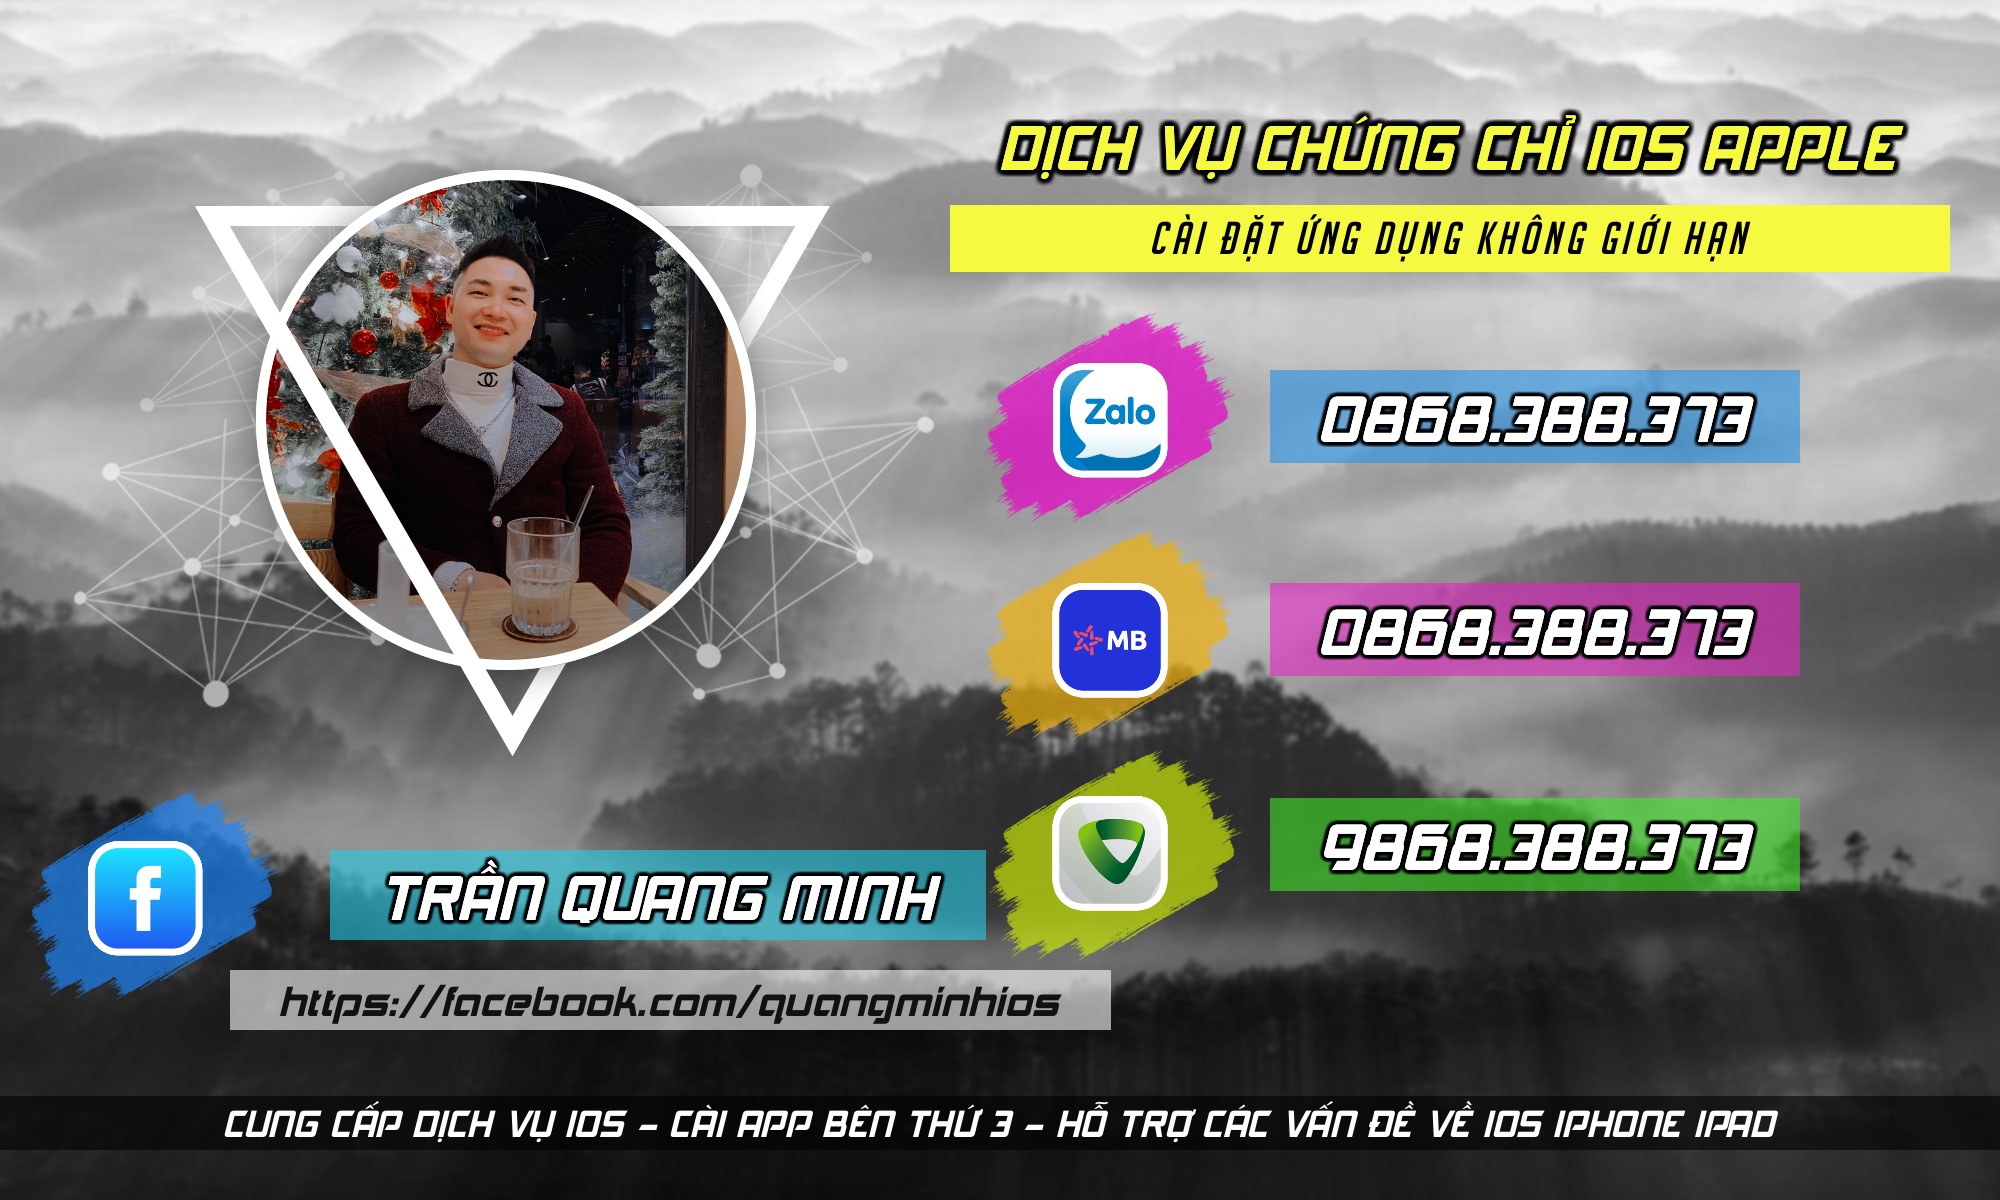 DỊCH VỤ CHỨNG CHỈ IOS APPLE
CÀI ĐẶT ỨNG DỤNG KHÔNG GIỚI HẠN
Zalo
0868.388.373
MB
0868.388.373
9868.388.373
f
TRẦN QUANG MINH
https://facebook.com/quangminhios
CUNG CẤP DỊCH VỤ IOS - CÀI APP BÊN THỨ 3 - HỖ TRỢ CÁC VẤN ĐỀ VỀ IOS IPHONE IPAD